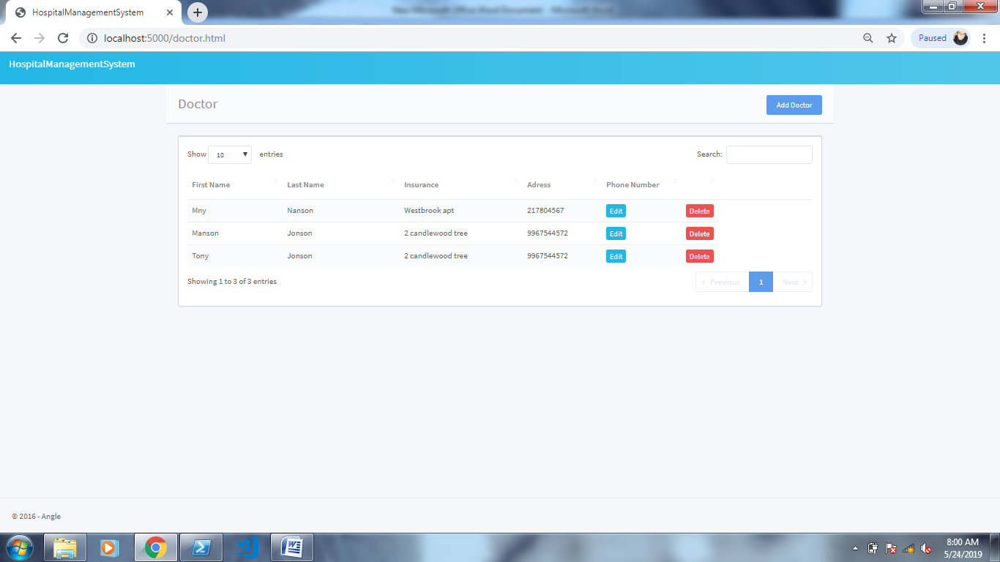 HospitalManagementSystem
New Microsoft Office Word Document - Microsoft Word
localhost:5000/doctor.html
Paused
HospitalManagementSystem
Doctor
Add Doctor
Show 10 entries
Search:
First Name Last Name Insurance Adress Phone Number
Mny Nanson Westbrook apt 217804567 Edit Delete
Manson Jonson 2 candlewood tree 9967544572 Edit Delete
Tony Jonson 2 candlewood tree 9967544572 Edit Delete
Showing 1 to 3 of 3 entries
Previous 1 Next
© 2016 - Angle
8:00 AM
5/24/2019